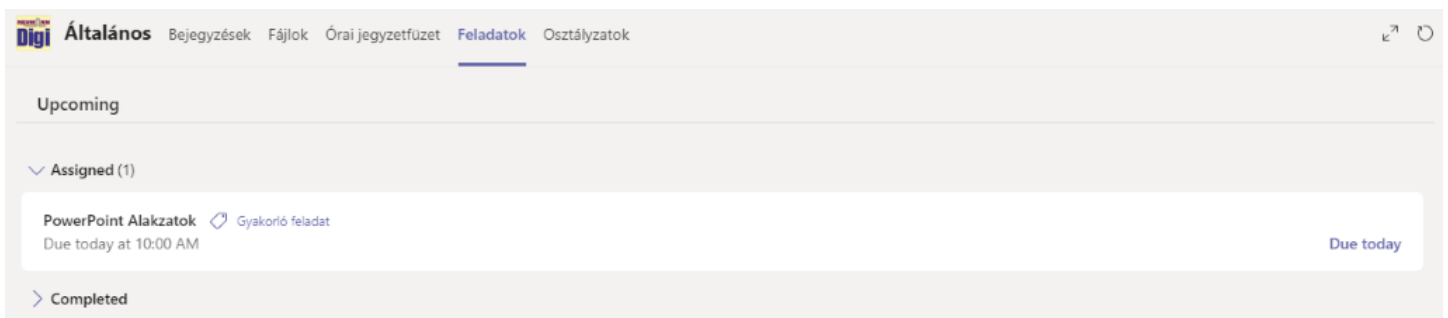 Digi Általános Bejegyzések Fájlok Órai jegyzetfüzet Feladatok Osztályzatok
Upcoming
Assigned (1)
PowerPoint Alakzatok Gyakorló feladat
Due today at 10:00 AM
Due today
Completed